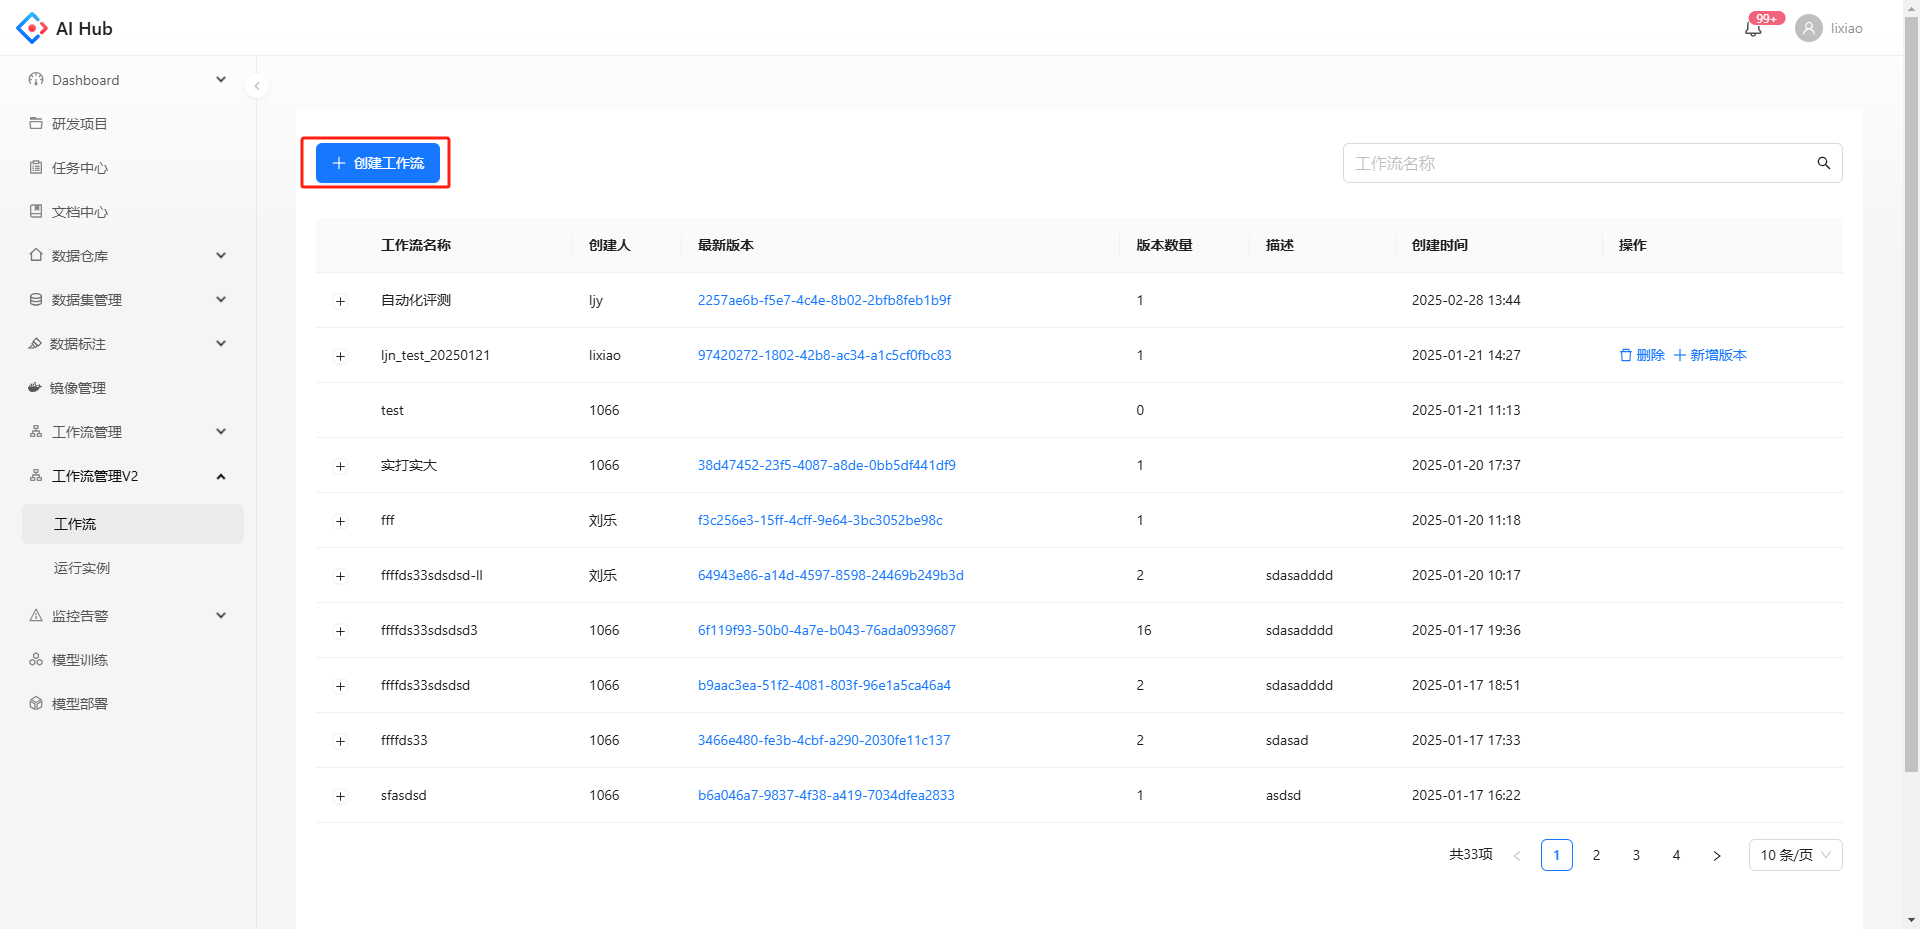 AI Hub
99+
lixiao
Dashboard
研发项目
任务中心
文档中心
数据仓库
数据集管理
数据标注
镜像管理
工作流管理
工作流管理V2
工作流
运行实例
监控告警
模型训练
模型部署
创建工作流
工作流名称
工作流名称 创建人 最新版本 版本数量 描述 创建时间 操作
自动化评测 ljy 2257ae6b-f5e7-4c4e-8b02-2bfb8feb1b9f 1 2025-02-28 13:44
ljn_test_20250121 lixiao 97420272-1802-42b8-ac34-a1c5cf0fbc83 1 2025-01-21 14:27 删除 新增版本
test 1066 0 2025-01-21 11:13
实打实大 1066 38d47452-23f5-4087-a8de-0bb5df441df9 1 2025-01-20 17:37
fff 刘乐 f3c256e3-15ff-4cff-9e64-3bc3052be98c 1 2025-01-20 11:18
ffffds33sdsdsd-ll 刘乐 64943e86-a14d-4597-8598-24469b249b3d 2 sdasadddd 2025-01-20 10:17
ffffds33sdsdsd3 1066 6f119f93-50b0-4a7e-b043-76ada0939687 16 sdasadddd 2025-01-17 19:36
ffffds33sdsdsd 1066 b9aac3ea-51f2-4081-803f-96e1a5ca46a4 2 sdasadddd 2025-01-17 18:51
ffffds33 1066 3466e480-fe3b-4cbf-a290-2030fe11c137 2 sdasad 2025-01-17 17:33
sfasdsd 1066 b6a046a7-9837-4f38-a419-7034dfea2833 1 asdsd 2025-01-17 16:22
共33项 1 2 3 4 10 条/页